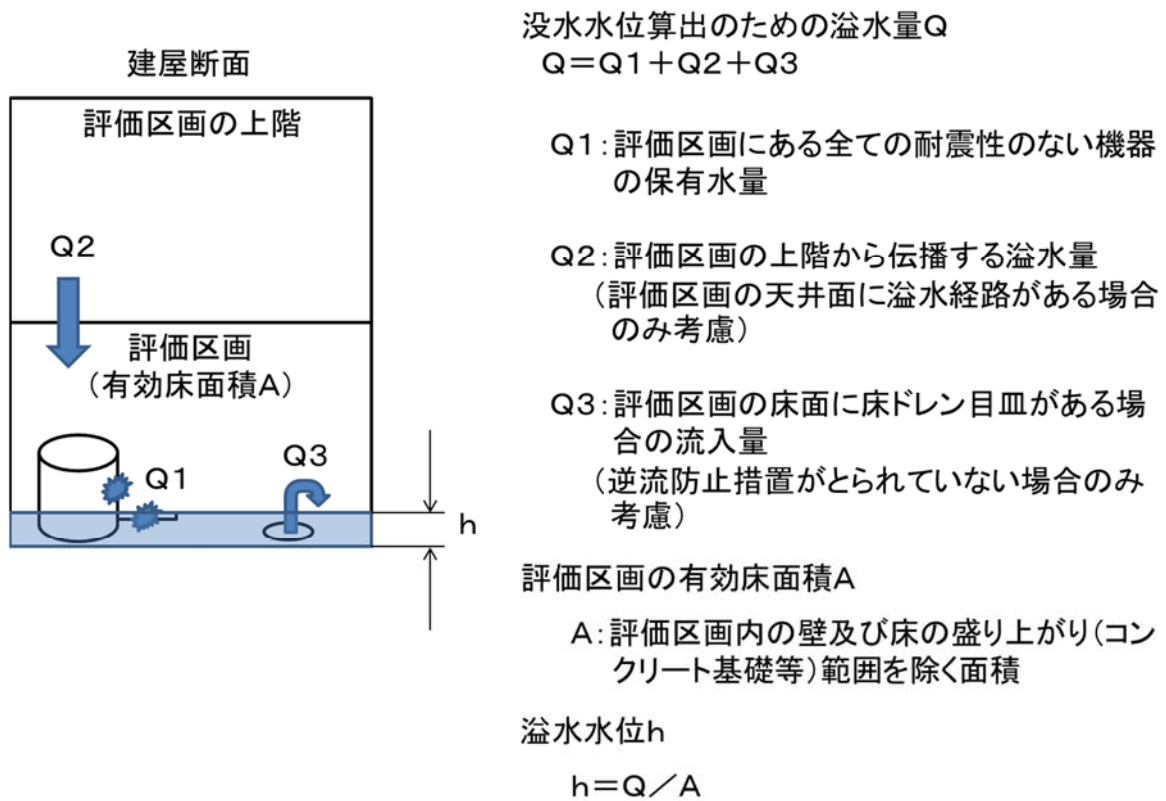 建屋断面
評価区画の上階
Q2
評価区画
(有効床面積A)
Q1
Q3
h
没水水位算出のための溢水量Q
Q=Q1+Q2+Q3
Q1:評価区画にある全ての耐震性のない機器
の保有水量
Q2:評価区画の上階から伝播する溢水量
(評価区画の天井面に溢水経路がある場合
のみ考慮)
Q3:評価区画の床面に床ドレン目皿がある場
合の流入量
(逆流防止措置がとられていない場合のみ
考慮)
評価区画の有効床面積A
A:評価区画内の壁及び床の盛り上がり(コン
クリート基礎等)範囲を除く面積
溢水水位h
h=Q/A